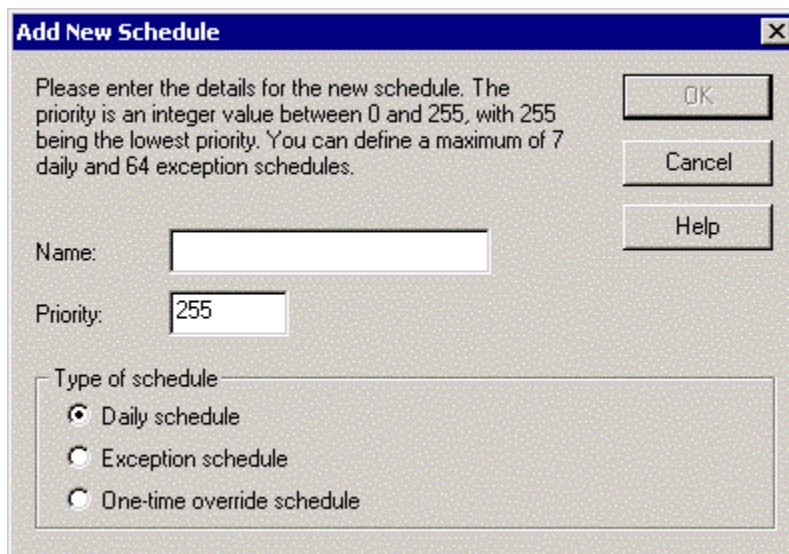 Add New Schedule
Please enter the details for the new schedule. The
priority is an integer value between 0 and 255, with 255
being the lowest priority. You can define a maximum of 7
daily and 64 exception schedules.
OK
Cancel
Help
Name:
Priority: 255
Type of schedule
Daily schedule
Exception schedule
One-time override schedule